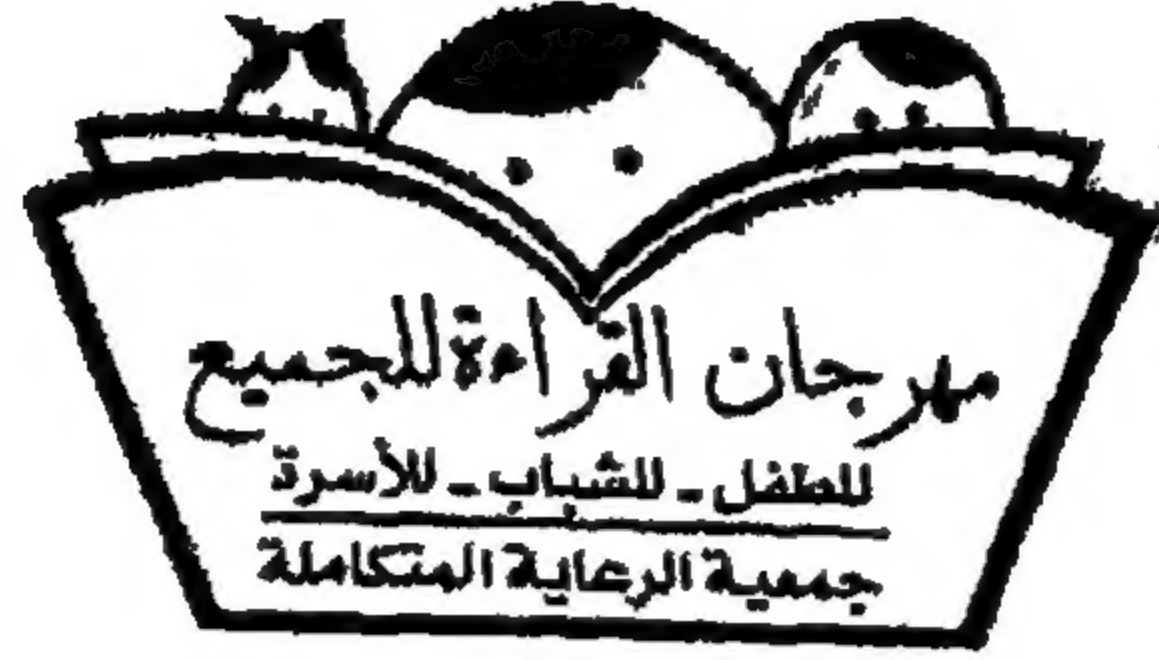 مهرجان القراءة للجميع
للطفل - للشباب - للأسرة
جمعية الرعاية المتكاملة